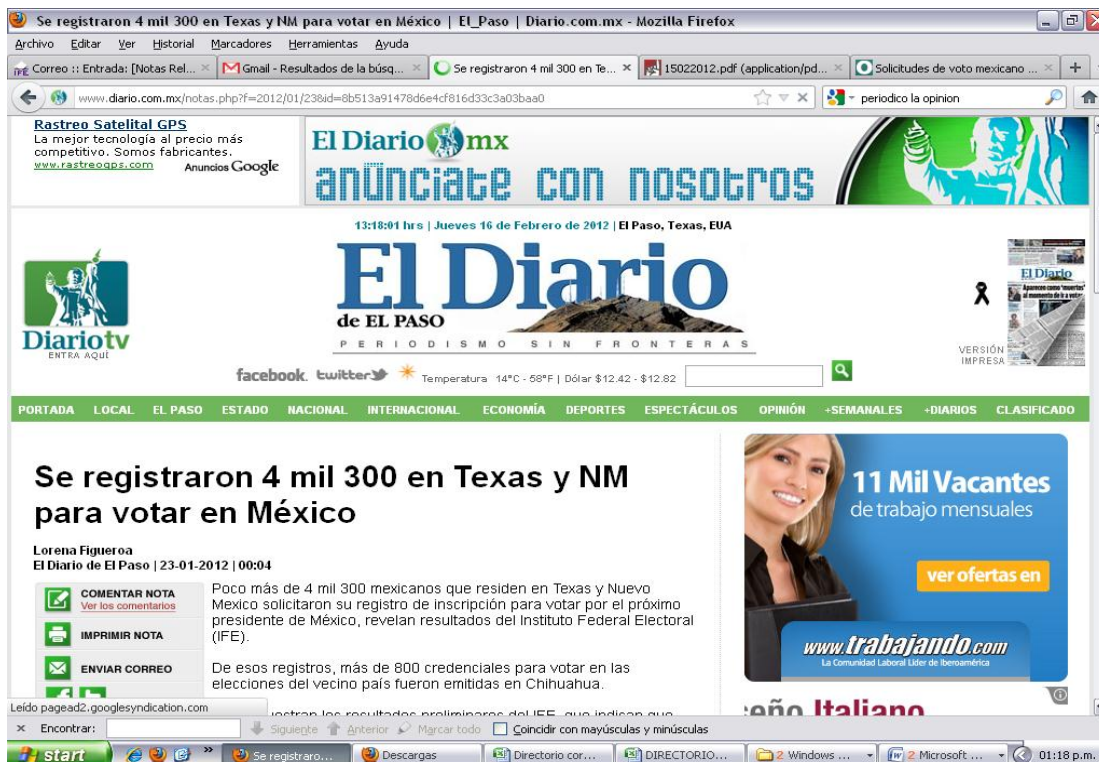 Se registraron 4 mil 300 en Texas y NM para votar en México | El_Paso | Diario.com.mx - Mozilla Firefox
Archivo Editar Ver Historial Marcadores Herramientas Ayuda
Correo :: Entrada: [Notas Rel... Gmail - Resultados de la búsq... Se registraron 4 mil 300 en Te... 15022012.pdf (application/pd... Solicitudes de voto mexicano ...
www.diario.com.mx/notas.php?f=2012/01/23&id=8b513a91478d6e4cf816d33c3a03baa0 periodico la opinion
Rastreo Satelital GPS
La mejor tecnología al precio más
competitivo. Somos fabricantes.
www.rastreogps.com Anuncios Google
El Diario mx
anúnciate con nosotros
13:18:01 hrs | Jueves 16 de Febrero de 2012 | El Paso, Texas, EUA
El Diario
de EL PASO
PERIODISMO SIN FRONTERAS
Diariotv
ENTRA AQUÍ
El Diario
VERSIÓN
IMPRESA
facebook. twitter Temperatura 14°C - 58°F | Dólar $12.42 - $12.82
PORTADA LOCAL EL PASO ESTADO NACIONAL INTERNACIONAL ECONOMÍA DEPORTES ESPECTÁCULOS OPINIÓN +SEMANALES +DIARIOS CLASIFICADO
Se registraron 4 mil 300 en Texas y NM
para votar en México
Lorena Figueroa
El Diario de El Paso | 23-01-2012 | 00:04
COMENTAR NOTA
Ver los comentarios
IMPRIMIR NOTA
ENVIAR CORREO
Poco más de 4 mil 300 mexicanos que residen en Texas y Nuevo
Mexico solicitaron su registro de inscripción para votar por el próximo
presidente de México, revelan resultados del Instituto Federal Electoral
(IFE).
De esos registros, más de 800 credenciales para votar en las
elecciones del vecino país fueron emitidas en Chihuahua.
los resultados preliminares del IFE, que indican que
11 Mil Vacantes
de trabajo mensuales
ver ofertas en
www.trabajando.com
La Comunidad Laboral Líder de Iberoamérica
Italiano
Leído pagead2.googlesyndication.com
Encontrar: Siguiente Anterior Marcar todo Coincidir con mayúsculas y minúsculas
start Se registraro... Descargas Directorio cor... DIRECTORIO... 2 Windows ... 2 Microsoft ... 01:18 p.m.